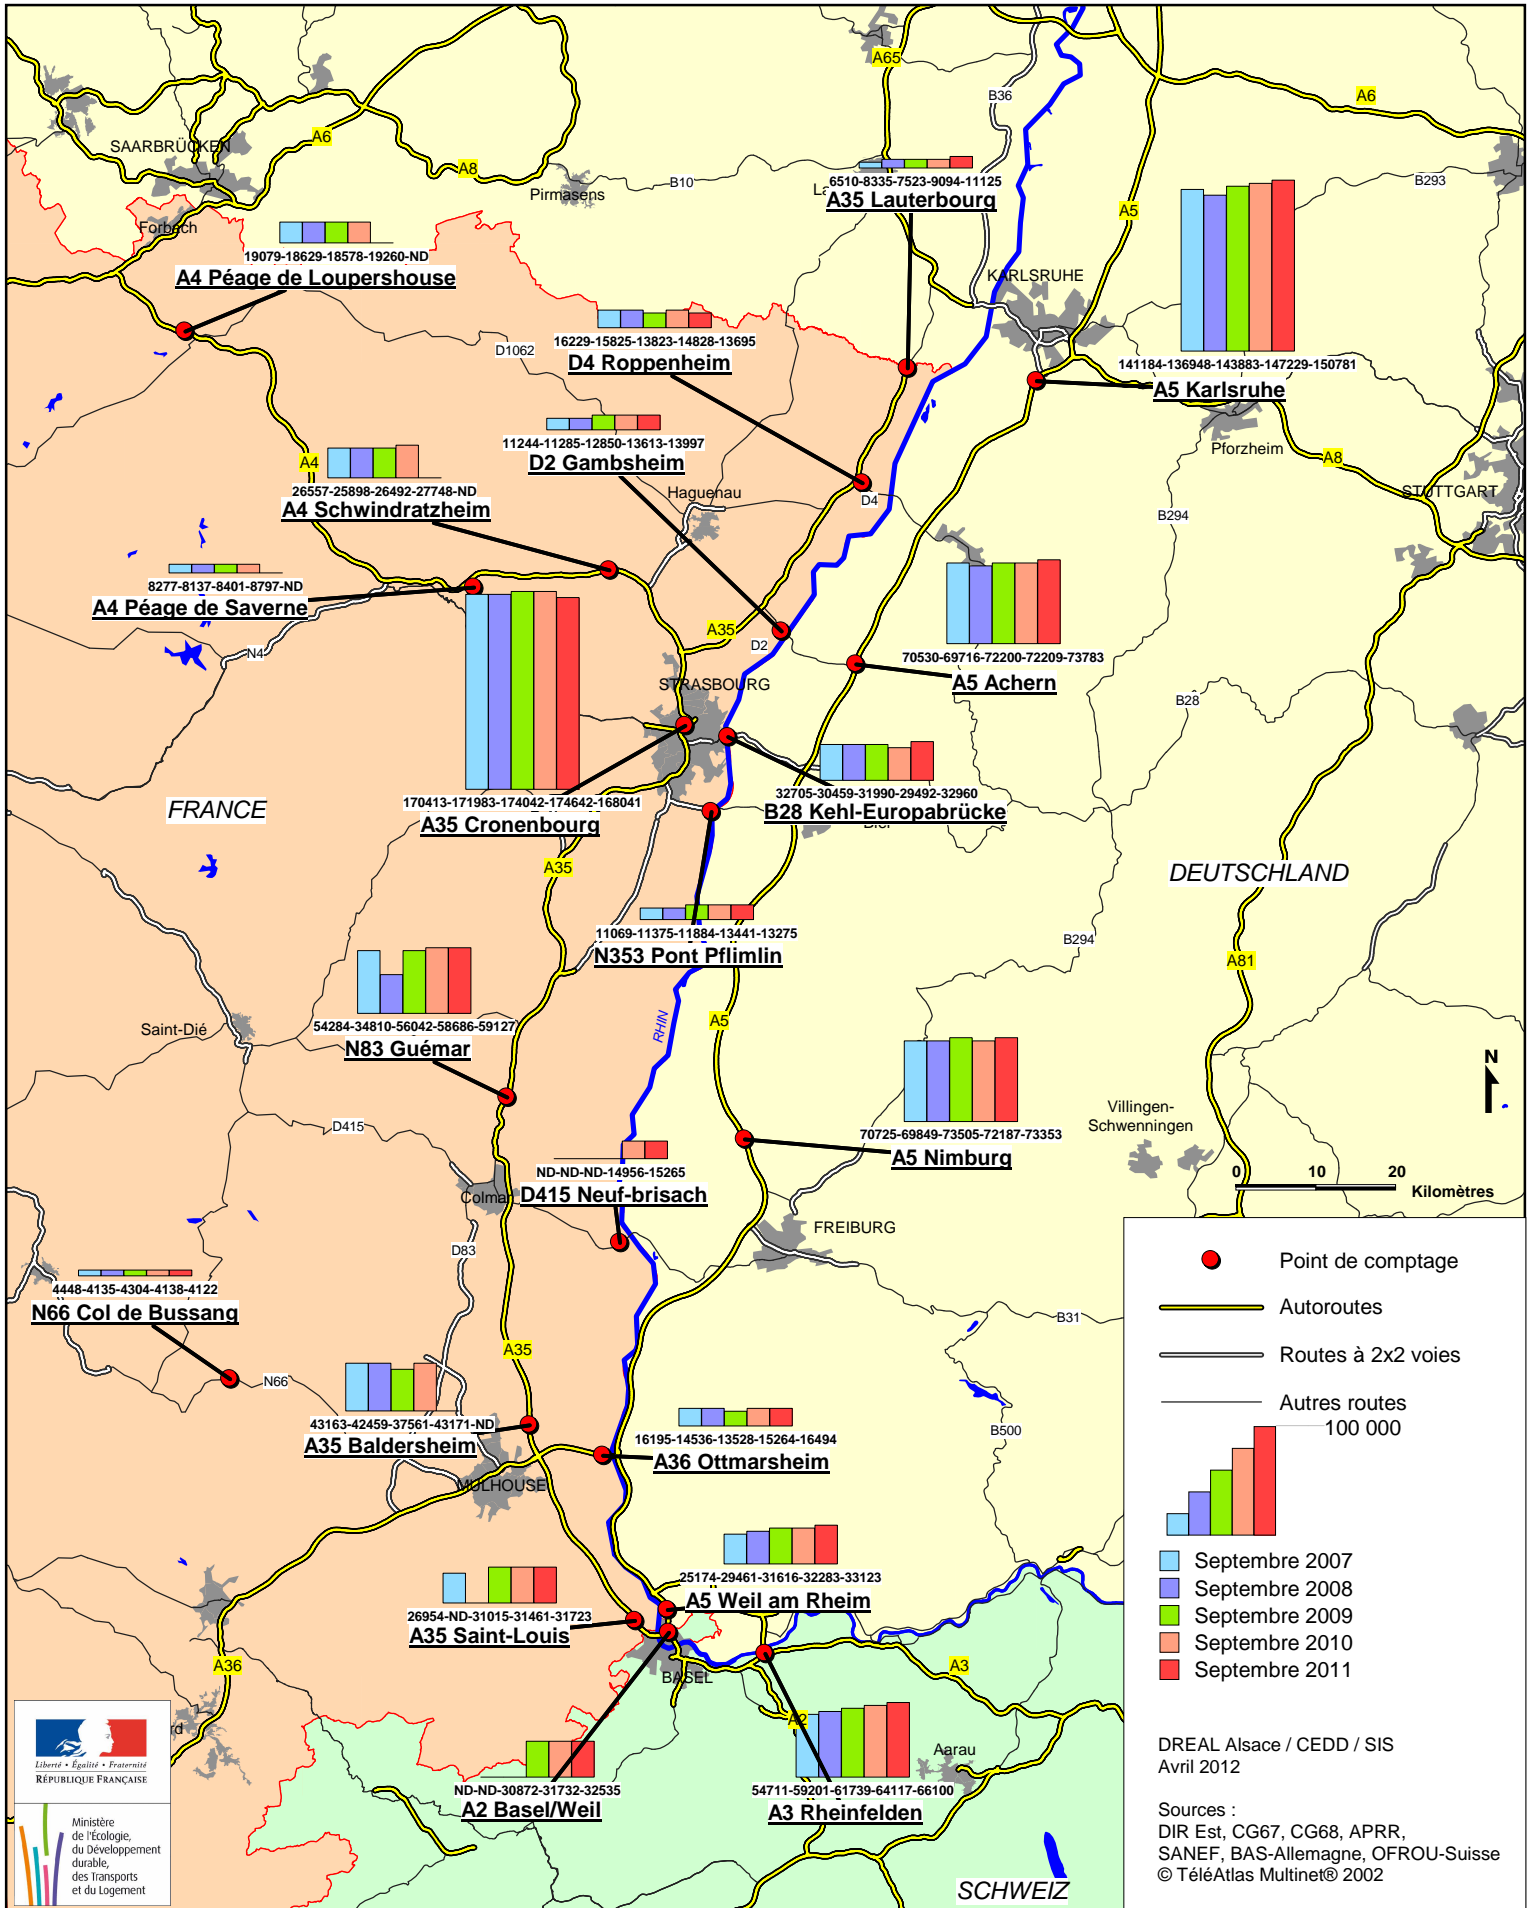 A65
B36
A6
SAARBRÜCKEN
A6
A8
Pirmasens
B10
B293
6510-8335-7523-9094-11125
A35 Lauterbourg
A5
Forbach
19079-18629-18578-19260-ND
A4 Péage de Loupershouse
KARLSRUHE
D1062
16229-15825-13823-14828-13695
D4 Roppenheim
141184-136948-143883-147229-150781
A5 Karlsruhe
11244-11285-12850-13613-13997
D2 Gambsheim
Pforzheim
A8
A4
26557-25898-26492-27748-ND
A4 Schwindratzheim
Haguenau
D4
STUTTGART
B294
8277-8137-8401-8797-ND
A4 Péage de Saverne
A35
D2
N4
70530-69716-72200-72209-73783
A5 Achern
STRASBOURG
B28
32705-30459-31990-29492-32960
B28 Kehl-Europabrücke
170413-171983-174042-174642-168041
A35 Cronenbourg
FRANCE
A35
DEUTSCHLAND
11069-11375-11884-13441-13275
N353 Pont Pflimlin
B294
A81
54284-34810-56042-58686-59127
N83 Guémar
Saint-Dié
RHIN
A5
N
Villingen-
Schwenningen
D415
70725-69849-73505-72187-73353
A5 Nimburg
ND-ND-ND-14956-15265
D415 Neuf-brisach
Colmar
0 10 20
Kilomètres
FREIBURG
D83
4448-4135-4304-4138-4122
N66 Col de Bussang
B31
A35
N66
43163-42459-37561-43171-ND
A35 Baldersheim
16195-14536-13528-15264-16494
A36 Ottmarsheim
B500
MULHOUSE
25174-29461-31616-32283-33123
A5 Weil am Rheim
26954-ND-31015-31461-31723
A35 Saint-Louis
A36
BASEL
A3
A2
Aarau
ND-ND-30872-31732-32535
A2 Basel/Weil
54711-59201-61739-64117-66100
A3 Rheinfelden
SCHWEIZ
Point de comptage
Autoroutes
Routes à 2x2 voies
Autres routes
100 000
Septembre 2007
Septembre 2008
Septembre 2009
Septembre 2010
Septembre 2011
DREAL Alsace / CEDD / SIS
Avril 2012
Sources :
DIR Est, CG67, CG68, APRR,
SANEF, BAS-Allemagne, OFROU-Suisse
© TéléAtlas Multinet® 2002
Liberté • Égalité • Fraternité
RÉPUBLIQUE FRANÇAISE
Ministère
de l'Écologie,
du Développement
durable,
des Transports
et du Logement